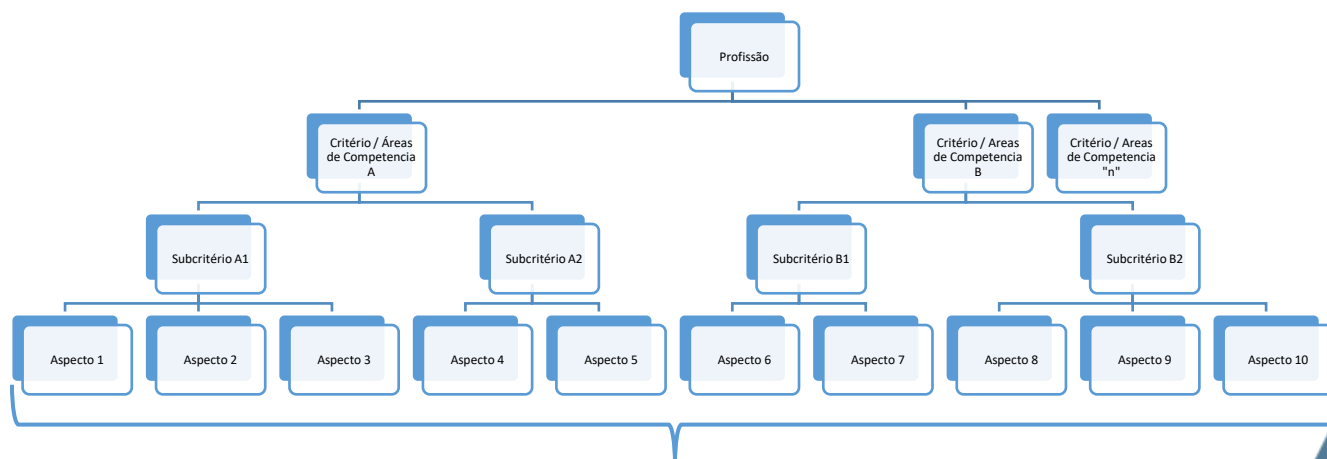 Profissão
Critério / Áreas
de Competencia
A
Critério / Areas
de Competencia
B
Critério / Areas
de Competencia
"n"
Subcritério A1
Subcritério A2
Subcritério B1
Subcritério B2
Aspecto 1
Aspecto 2
Aspecto 3
Aspecto 4
Aspecto 5
Aspecto 6
Aspecto 7
Aspecto 8
Aspecto 9
Aspecto 10